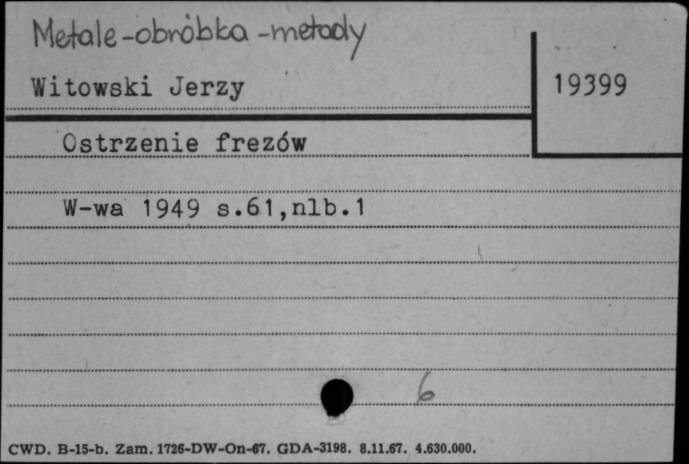 Metale-obróbka-metody
Witowski Jerzy
19399
Ostrzenie frezów
W-wa 1949 s.61,nlb.1
6
CWD. B-15-b. Zam. 1726-DW-On-67. GDA-3198. 8.11.67. 4.630.000.